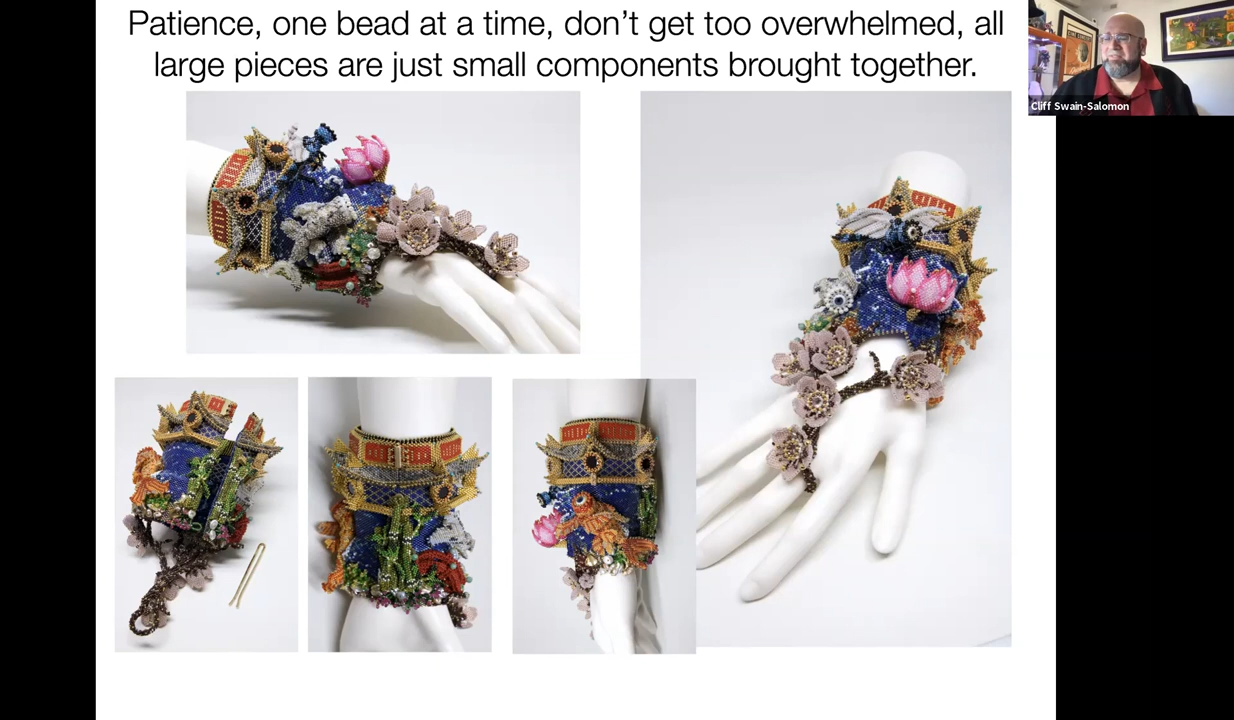 Patience, one bead at a time, don’t get too overwhelmed, all
large pieces are just small components brought together.
Cliff Swain-Salomon